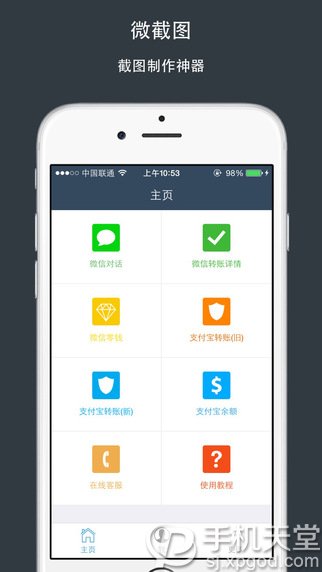 微截图
截图制作神器
中国联通 上午10:53 98%
主页
微信对话 微信转账详情
微信零钱 支付宝转账(旧)
支付宝转账(新) 支付宝余额
在线客服 使用教程
主页
手机天堂
sj.xpgod.com